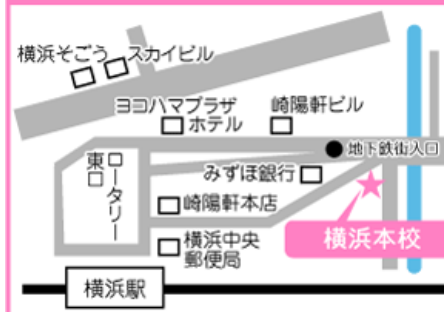 横浜そごう
スカイビル
ヨコハマプラザ
ホテル
崎陽軒ビル
地下鉄街入口
みずほ銀行
東口
ロータリー
崎陽軒本店
横浜中央
郵便局
横浜本校
横浜駅